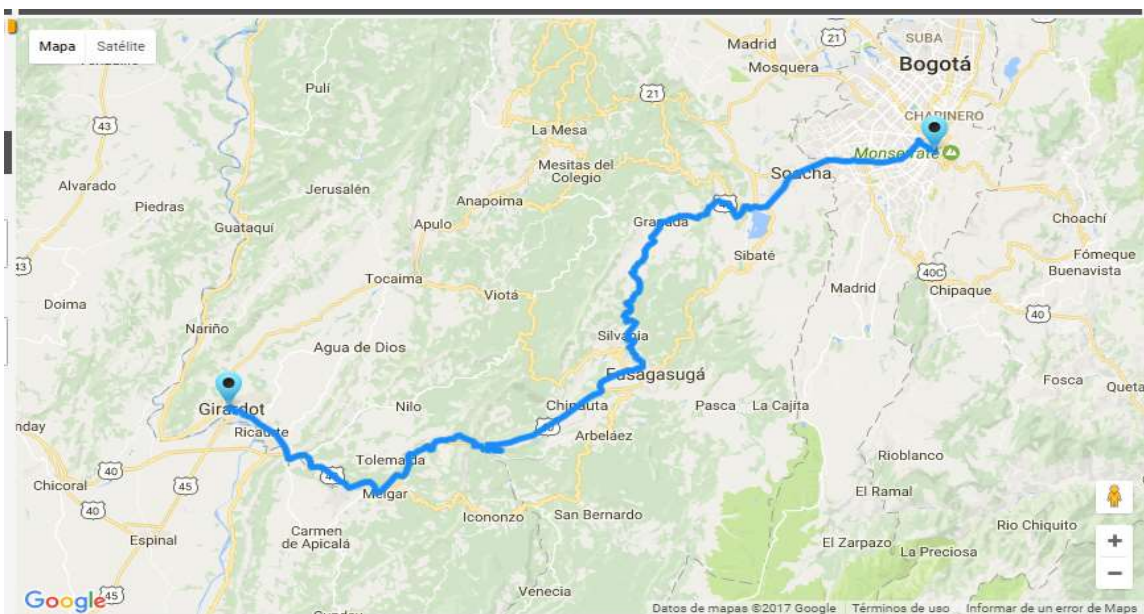 Mapa Satélite
Madrid
21
SUBA
Mosquera
Bogotá
Pulí
21
43
CHAPINERO
La Mesa
Monserrate
Mesitas del
Colegio
Soacha
Alvarado
Jerusalén
Anapoima
Piedras
Apulo
Granada
Choachí
Guataquí
Sibaté
Fómeque
Buenavista
43
Tocaima
40C
Madrid
Chipaque
Doima
Viotá
40
Nariño
Silvania
Agua de Dios
Fusagasugá
Fosca
Queta
Girardot
Nilo
Chinauta
Pasca
La Cajita
nday
Ricaurte
Arbeláez
Tolemaida
Rioblanco
40
45
Chicoral
Melgar
El Ramal
40
Icononzo
San Bernardo
Rio Chiquito
Espinal
Carmen
de Apicalá
El Zarpazo
La Preciosa
Venecia
Google
45
Datos de mapas ©2017 Google Términos de uso Informar de un error de Maps